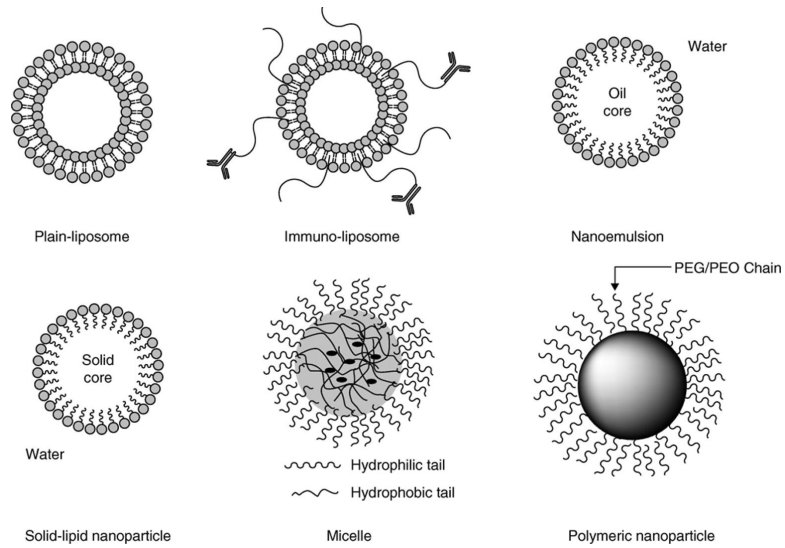 Water
Oil
core
Plain-liposome
Immuno-liposome
Nanoemulsion
PEG/PEO Chain
Solid
core
Water
Hydrophilic tail
Hydrophobic tail
Solid-lipid nanoparticle
Micelle
Polymeric nanoparticle